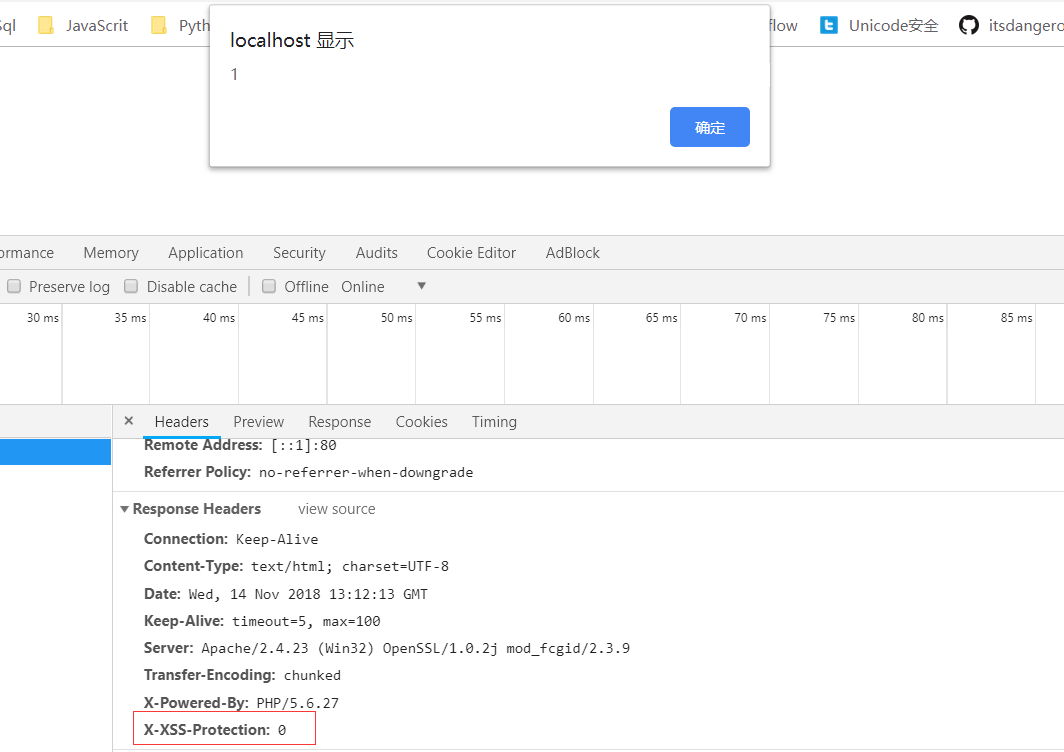 ql JavaScrit Pyth flow Unicode安全 itsdangero
localhost 显示
1
确定
ormance Memory Application Security Audits Cookie Editor AdBlock
Preserve log Disable cache Offline Online ▼
30 ms 35 ms 40 ms 45 ms 50 ms 55 ms 60 ms 65 ms 70 ms 75 ms 80 ms 85 ms
× Headers Preview Response Cookies Timing
Remote Address: [::1]:80
Referrer Policy: no-referrer-when-downgrade
▼Response Headers view source
Connection: Keep-Alive
Content-Type: text/html; charset=UTF-8
Date: Wed, 14 Nov 2018 13:12:13 GMT
Keep-Alive: timeout=5, max=100
Server: Apache/2.4.23 (Win32) OpenSSL/1.0.2j mod_fcgid/2.3.9
Transfer-Encoding: chunked
X-Powered-By: PHP/5.6.27
X-XSS-Protection: 0